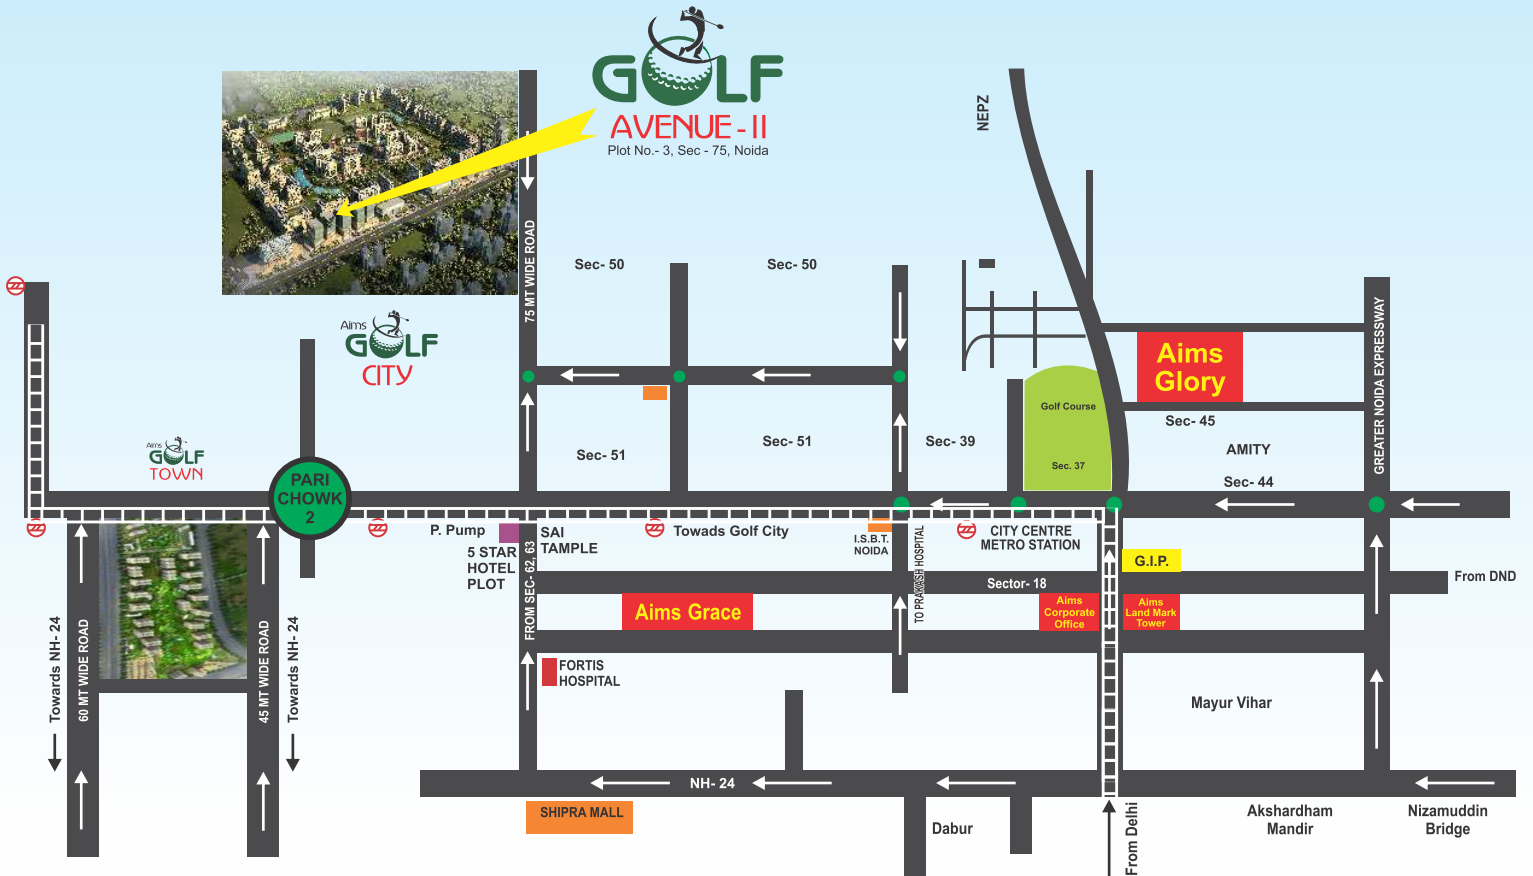 GOLF
AVENUE - II
Plot No.- 3, Sec - 75, Noida
NEPZ
75 MT WIDE ROAD
Sec- 50
Sec- 50
Aims
GOLF
CITY
Aims
Glory
GREATER NOIDA EXPRESSWAY
Golf Course
Sec. 37
Sec- 45
AMITY
Sec- 44
Sec- 39
Sec- 51
Sec- 51
Aims
GOLF
TOWN
PARI
CHOWK
2
P. Pump
5 STAR
HOTEL
PLOT
SAI
TAMPLE
Towads Golf City
I.S.B.T.
NOIDA
CITY CENTRE
METRO STATION
TO PRAKASH HOSPITAL
FROM SEC- 62, 63
Sector- 18
G.I.P.
From DND
Aims Grace
Aims
Corporate
Office
Aims
Land Mark
Tower
Towards NH- 24
60 MT WIDE ROAD
45 MT WIDE ROAD
Towards NH- 24
FORTIS
HOSPITAL
Mayur Vihar
NH- 24
SHIPRA MALL
Dabur
From Delhi
Akshardham
Mandir
Nizamuddin
Bridge